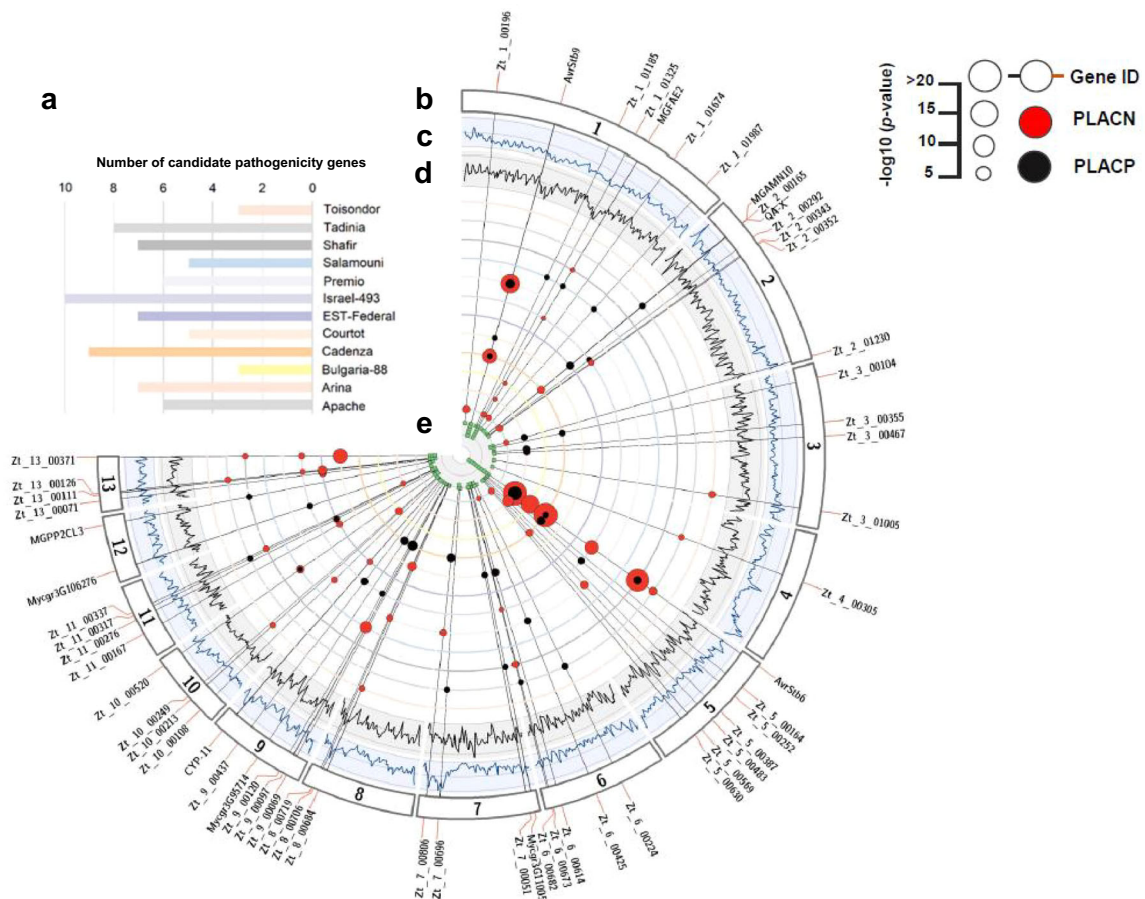 a
b
c
d
e
Number of candidate pathogenicity genes
10 8 6 4 2 0
Toisondor
Tadinia
Shafir
Salamouni
Premio
Israel-493
EST-Federal
Courtot
Cadenza
Bulgaria-88
Arina
Apache
-log10 (p-value)
>20
15
10
5
Gene ID
PLACN
PLACP
1
2
3
4
5
6
7
8
9
10
11
12
13
Zt_1_00196
AvrStb9
Zt_1_01185
Zt_1_01325
MGFAE2
Zt_1_01674
Zt_1_01987
MGAMN10
Zt_2_00165
QA-X
Zt_2_00292
Zt_2_00343
Zt_2_00352
Zt_2_01230
Zt_3_00104
Zt_3_00355
Zt_3_00467
Zt_3_01005
Zt_4_00305
AvrStb6
Zt_5_00164
Zt_5_00252
Zt_5_00387
Zt_5_00483
Zt_5_00569
Zt_5_00630
Zt_6_00224
Zt_6_00425
Zt_6_00614
Zt_6_00673
Zt_6_00682
Mycgr3G11005
Zt_7_00051
Zt_7_00696
Zt_7_00806
Zt_8_00684
Zt_8_00706
Zt_8_00719
Zt_9_00069
Zt_9_00097
Zt_9_00120
Mycgr3G95714
Zt_9_00437
CYP-11
Zt_10_00108
Zt_10_00213
Zt_10_00249
Zt_10_00520
Zt_11_00167
Zt_11_00276
Zt_11_00317
Zt_11_00337
Mycgr3G106276
MGPP2CL3
Zt_13_00071
Zt_13_00111
Zt_13_00126
Zt_13_00371